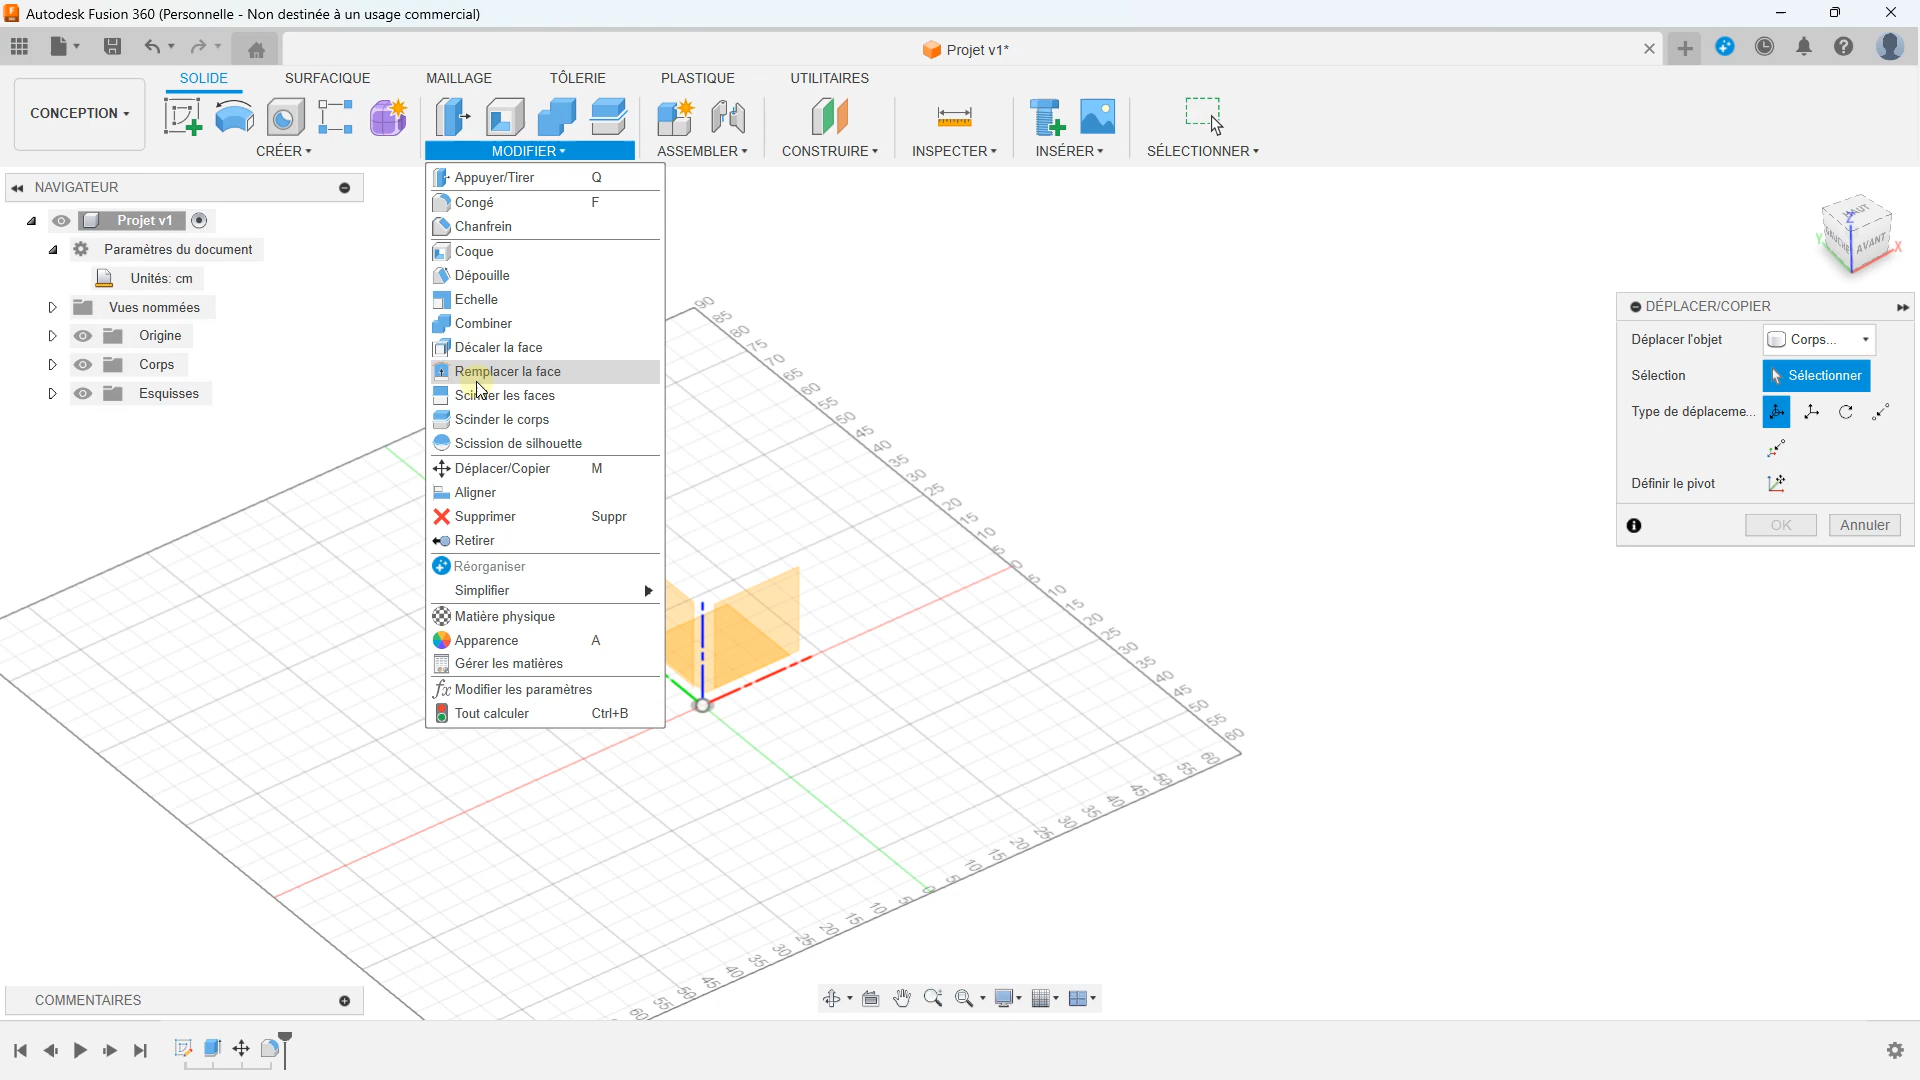 Autodesk Fusion 360 (Personnelle - Non destinée à un usage commercial)
Projet v1*
SOLIDE SURFACIQUE MAILLAGE TÔLERIE PLASTIQUE UTILITAIRES
CONCEPTION
CRÉER MODIFIER ASSEMBLER CONSTRUIRE INSPECTER INSÉRER SÉLECTIONNER
NAVIGATEUR
Projet v1
Paramètres du document
Unités: cm
Vues nommées
Origine
Corps
Esquisses
Appuyer/Tirer Q
Congé F
Chanfrein
Coque
Dépouille
Echelle
Combiner
Décaler la face
Remplacer la face
Scinder les faces
Scinder le corps
Scission de silhouette
Déplacer/Copier M
Aligner
Supprimer Suppr
Retirer
Réorganiser
Simplifier
Matière physique
Apparence A
Gérer les matières
fx Modifier les paramètres
Tout calculer Ctrl+B
HAUT
Z
GAUCHE AVANT
Y X
DÉPLACER/COPIER
Déplacer l'objet Corps...
Sélection Sélectionner
Type de déplaceme...
Définir le pivot
OK Annuler
COMMENTAIRES